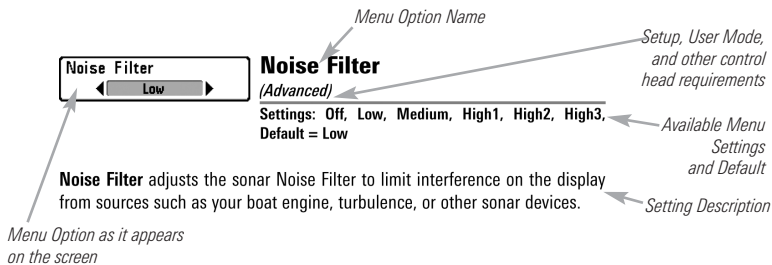 Menu Option Name
Setup, User Mode,
and other control
head requirements
Noise Filter
Low
Noise Filter
(Advanced)
Settings: Off, Low, Medium, High1, High2, High3,
Default = Low
Available Menu
Settings
and Default
Noise Filter adjusts the sonar Noise Filter to limit interference on the display
from sources such as your boat engine, turbulence, or other sonar devices.
Setting Description
Menu Option as it appears
on the screen